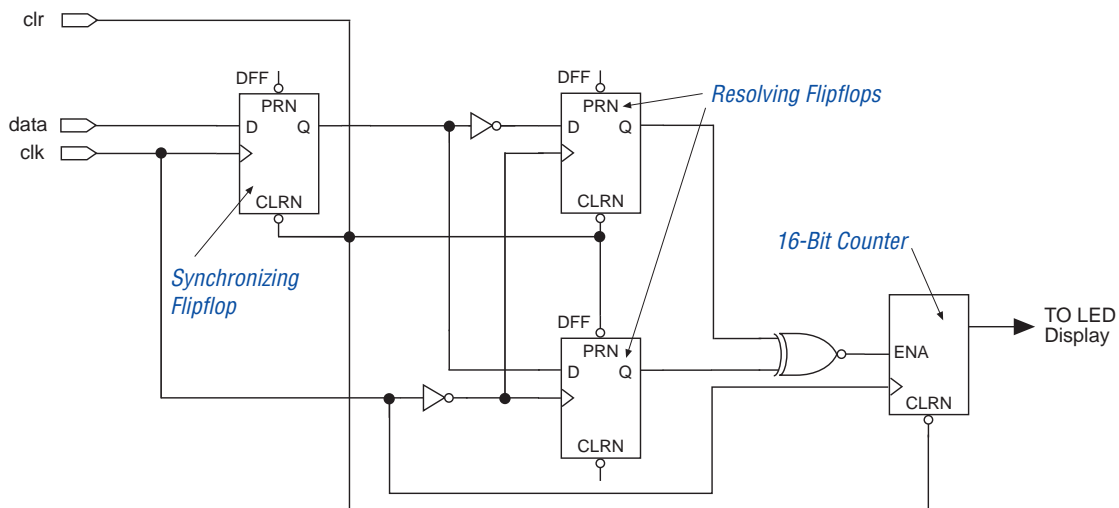 clr
DFF
DFF
PRN
PRN
Resolving Flipflops
data
D
Q
D
Q
clk
CLRN
CLRN
16-Bit Counter
Synchronizing
Flipflop
DFF
TO LED
Display
PRN
ENA
D
Q
CLRN
CLRN